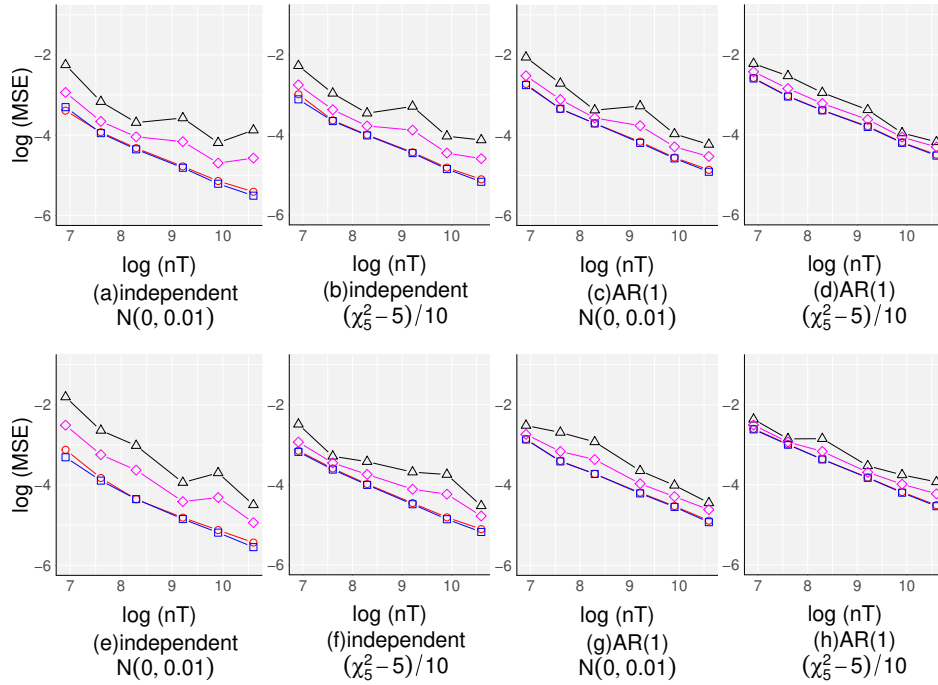 log (MSE)
−2
−4
−6
7 8 9 10
log (nT)
(a)independent
N(0, 0.01)
−2
−4
−6
7 8 9 10
log (nT)
(b)independent
(χ₅²−5)/10
−2
−4
−6
7 8 9 10
log (nT)
(c)AR(1)
N(0, 0.01)
−2
−4
−6
7 8 9 10
log (nT)
(d)AR(1)
(χ₅²−5)/10
log (MSE)
−2
−4
−6
7 8 9 10
log (nT)
(e)independent
N(0, 0.01)
−2
−4
−6
7 8 9 10
log (nT)
(f)independent
(χ₅²−5)/10
−2
−4
−6
7 8 9 10
log (nT)
(g)AR(1)
N(0, 0.01)
−2
−4
−6
7 8 9 10
log (nT)
(h)AR(1)
(χ₅²−5)/10